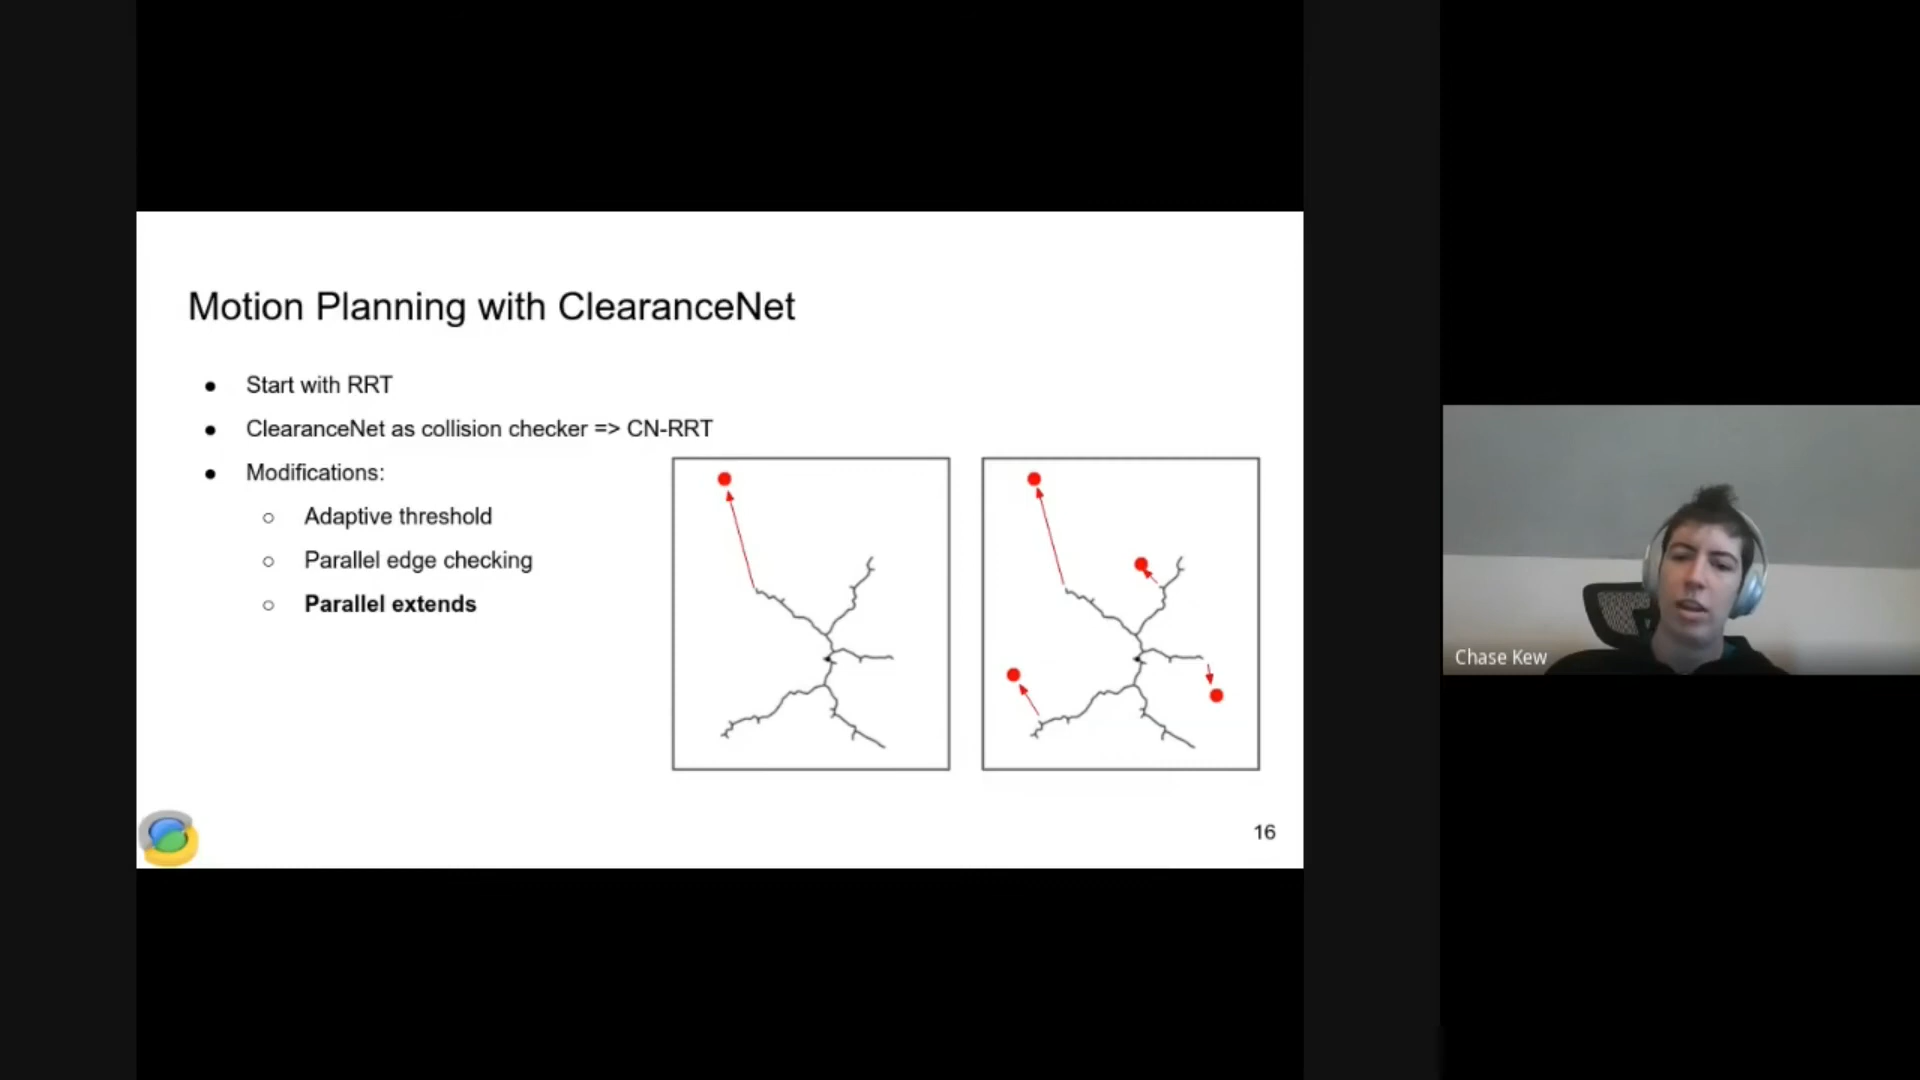 Motion Planning with ClearanceNet
● Start with RRT
● ClearanceNet as collision checker => CN-RRT
● Modifications:
○ Adaptive threshold
○ Parallel edge checking
○ Parallel extends
16
Chase Kew